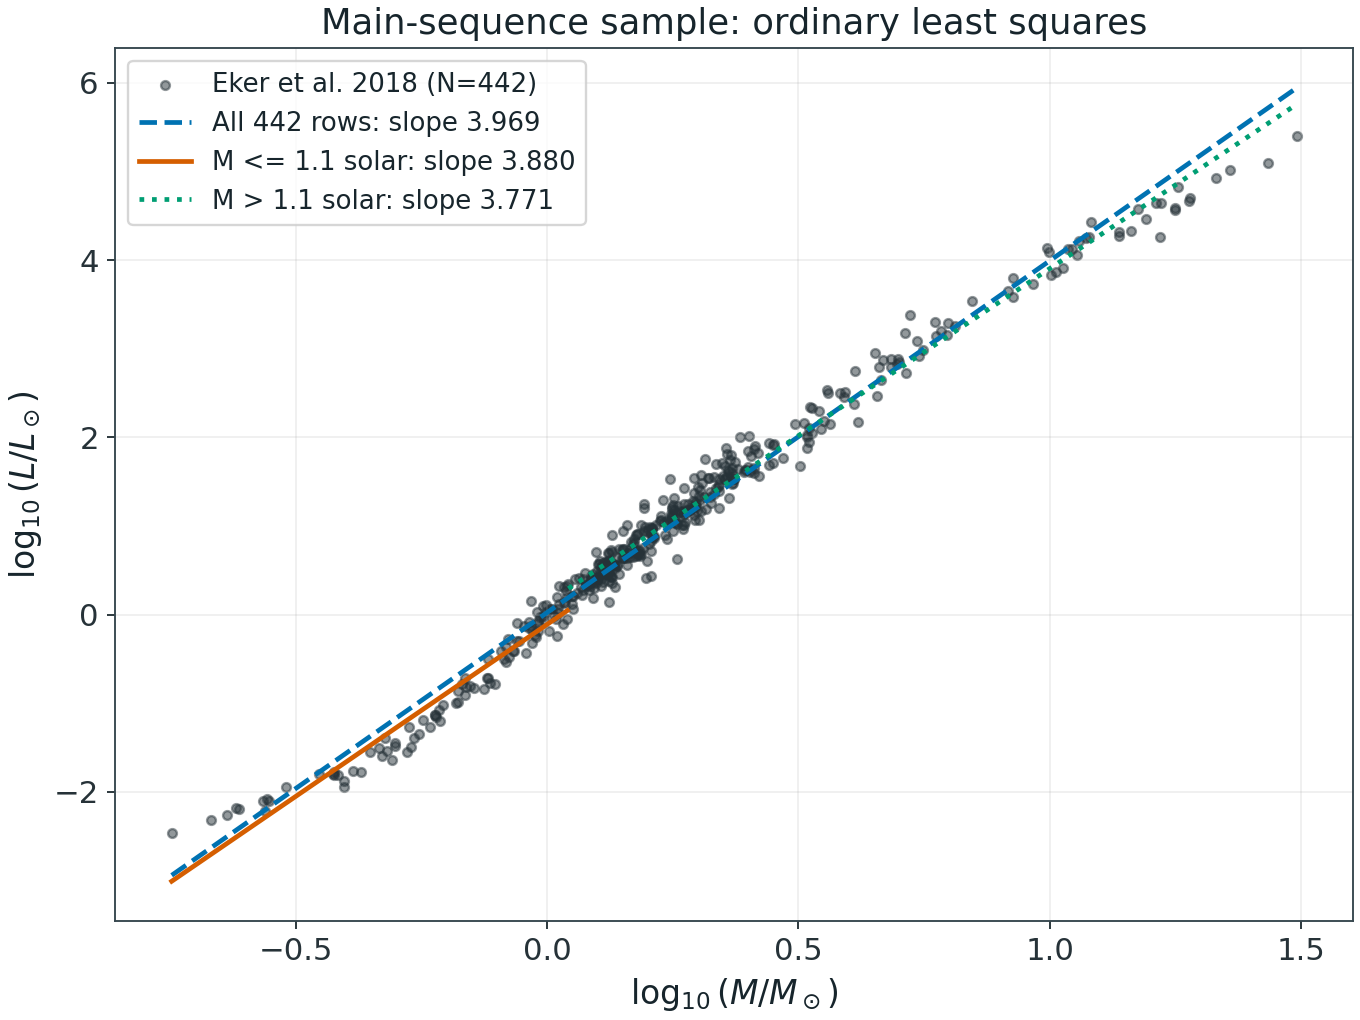 Main-sequence sample: ordinary least squares
Eker et al. 2018 (N=442)
All 442 rows: slope 3.969
M <= 1.1 solar: slope 3.880
M > 1.1 solar: slope 3.771
6
4
2
0
−2
log₁₀(L/L⊙)
−0.5 0.0 0.5 1.0 1.5
log₁₀(M/M⊙)